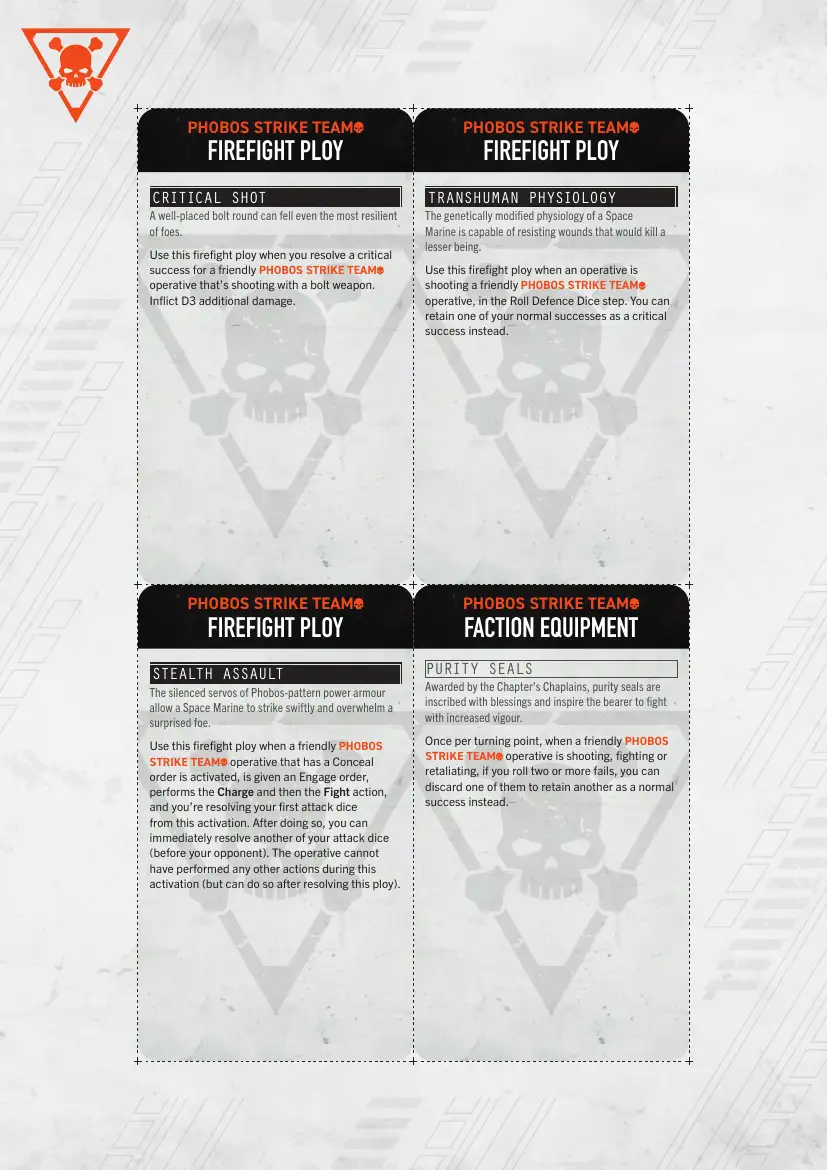 PHOBOS STRIKE TEAM
FIREFIGHT PLOY
CRITICAL SHOT
A well-placed bolt round can fell even the most resilient
of foes.
Use this firefight ploy when you resolve a critical
success for a friendly PHOBOS STRIKE TEAM
operative that's shooting with a bolt weapon.
Inflict D3 additional damage.
PHOBOS STRIKE TEAM
FIREFIGHT PLOY
TRANSHUMAN PHYSIOLOGY
The genetically modified physiology of a Space
Marine is capable of resisting wounds that would kill a
lesser being.
Use this firefight ploy when an operative is
shooting a friendly PHOBOS STRIKE TEAM
operative, in the Roll Defence Dice step. You can
retain one of your normal successes as a critical
success instead.
PHOBOS STRIKE TEAM
FIREFIGHT PLOY
STEALTH ASSAULT
The silenced servos of Phobos-pattern power armour
allow a Space Marine to strike swiftly and overwhelm a
surprised foe.
Use this firefight ploy when a friendly PHOBOS
STRIKE TEAM operative that has a Conceal
order is activated, is given an Engage order,
performs the Charge and then the Fight action,
and you're resolving your first attack dice
from this activation. After doing so, you can
immediately resolve another of your attack dice
(before your opponent). The operative cannot
have performed any other actions during this
activation (but can do so after resolving this ploy).
PHOBOS STRIKE TEAM
FACTION EQUIPMENT
PURITY SEALS
Awarded by the Chapter's Chaplains, purity seals are
inscribed with blessings and inspire the bearer to fight
with increased vigour.
Once per turning point, when a friendly PHOBOS
STRIKE TEAM operative is shooting, fighting or
retaliating, if you roll two or more fails, you can
discard one of them to retain another as a normal
success instead.